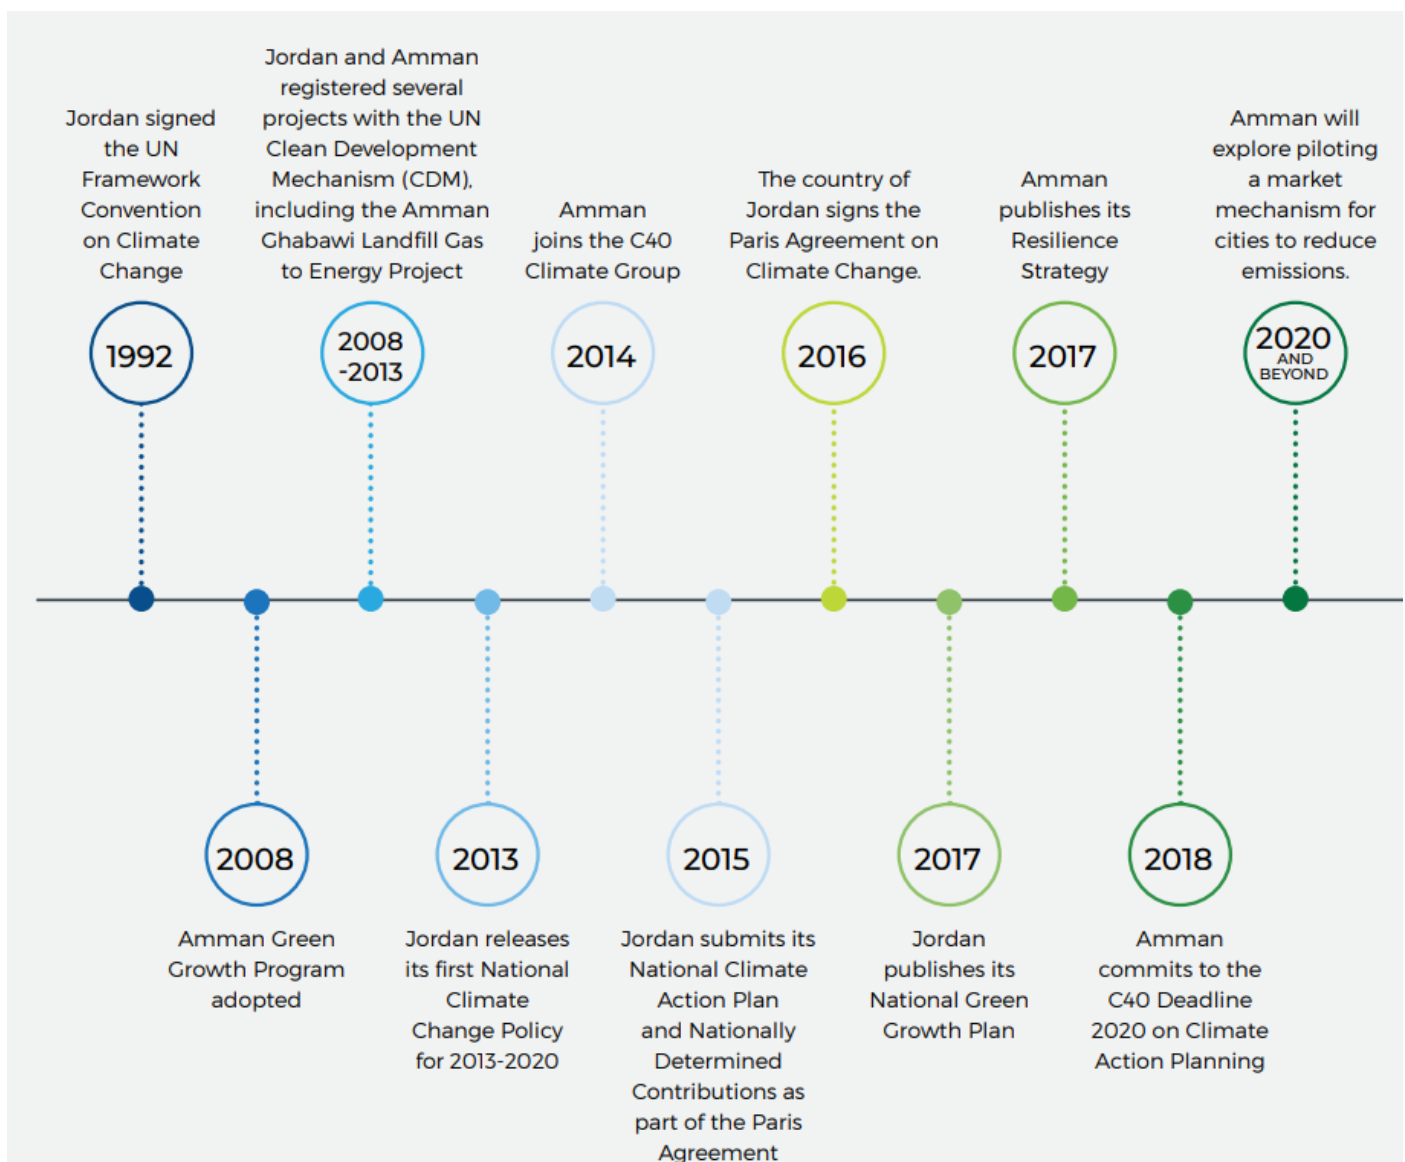 Jordan signed
the UN
Framework
Convention
on Climate
Change
1992
Amman Green
Growth Program
adopted
2008
Jordan and Amman
registered several
projects with the UN
Clean Development
Mechanism (CDM),
including the Amman
Ghabawi Landfill Gas
to Energy Project
2008
-2013
2013
Jordan releases
its first National
Climate
Change Policy
for 2013-2020
Amman
joins the C40
Climate Group
2014
2015
Jordan submits its
National Climate
Action Plan
and Nationally
Determined
Contributions as
part of the Paris
Agreement
The country of
Jordan signs the
Paris Agreement on
Climate Change.
2016
2017
Jordan
publishes its
National Green
Growth Plan
Amman
publishes its
Resilience
Strategy
2017
2018
Amman
commits to the
C40 Deadline
2020 on Climate
Action Planning
Amman will
explore piloting
a market
mechanism for
cities to reduce
emissions.
2020
AND
BEYOND